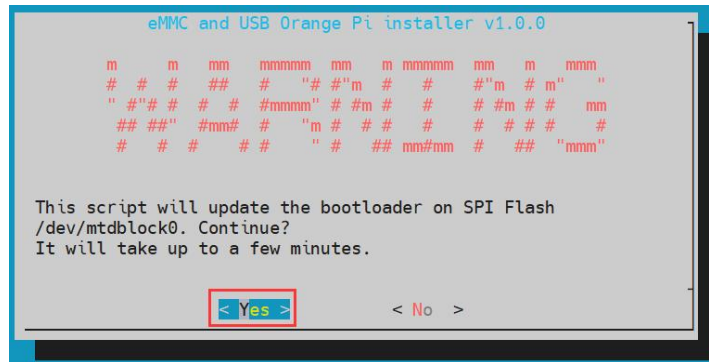 eMMC and USB Orange Pi installer v1.0.0
WARNING
This script will update the bootloader on SPI Flash
/dev/mtdblock0. Continue?
It will take up to a few minutes.
< Yes > < No >